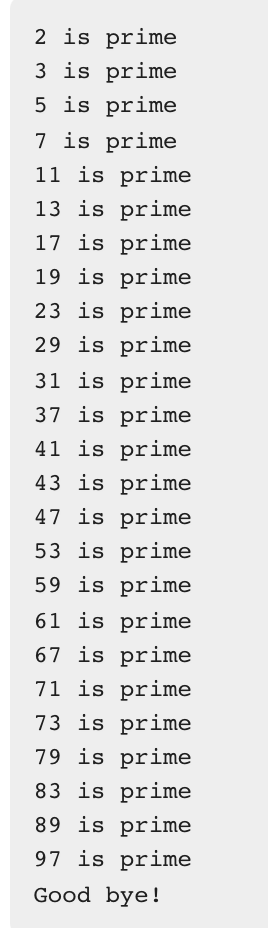 2 is prime
3 is prime
5 is prime
7 is prime
11 is prime
13 is prime
17 is prime
19 is prime
23 is prime
29 is prime
31 is prime
37 is prime
41 is prime
43 is prime
47 is prime
53 is prime
59 is prime
61 is prime
67 is prime
71 is prime
73 is prime
79 is prime
83 is prime
89 is prime
97 is prime
Good bye!